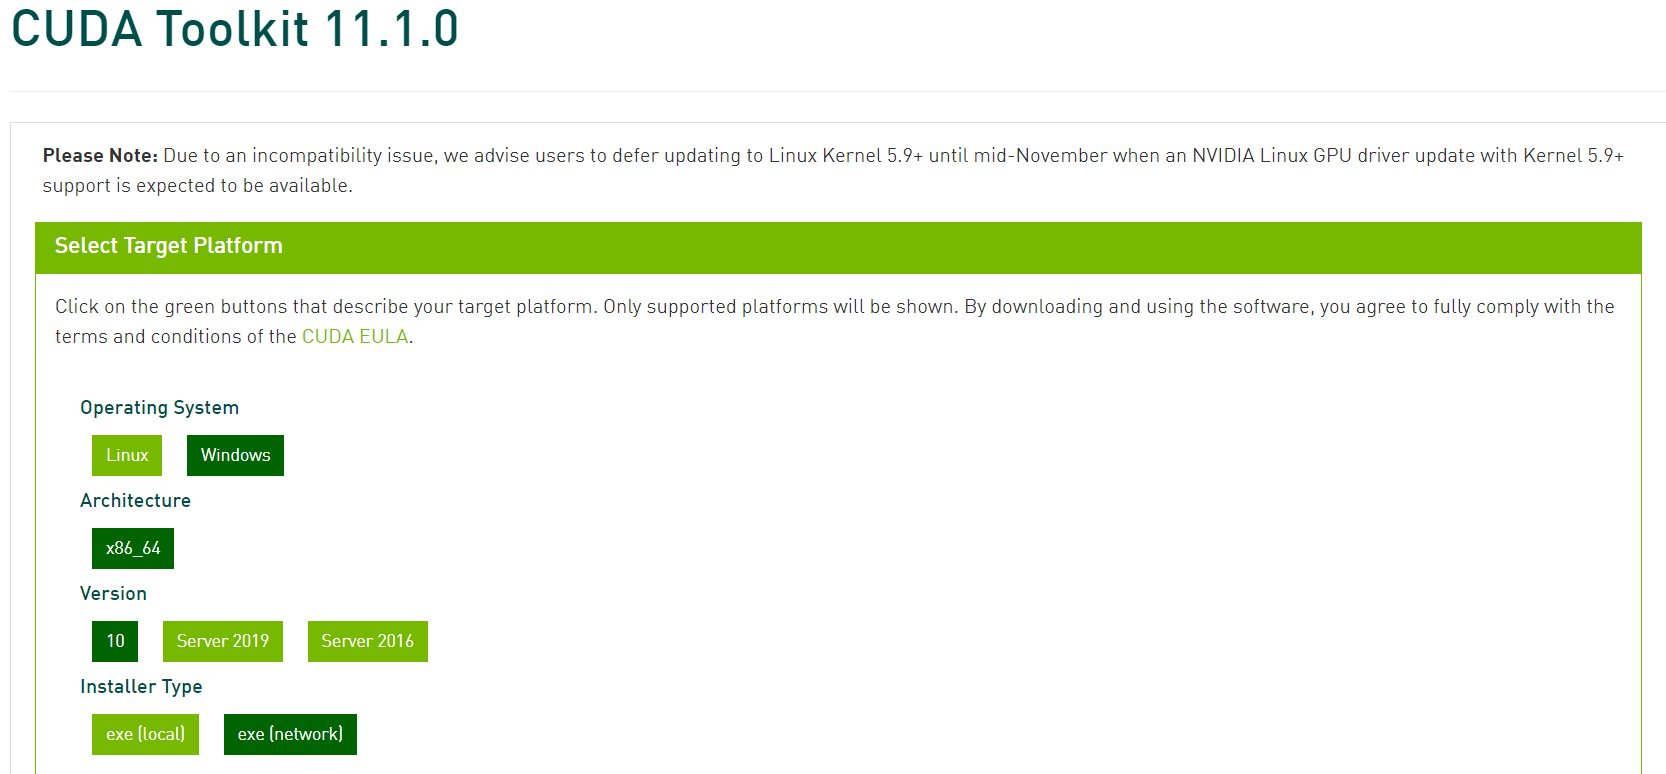 CUDA Toolkit 11.1.0
Please Note: Due to an incompatibility issue, we advise users to defer updating to Linux Kernel 5.9+ until mid-November when an NVIDIA Linux GPU driver update with Kernel 5.9+
support is expected to be available.
Select Target Platform
Click on the green buttons that describe your target platform. Only supported platforms will be shown. By downloading and using the software, you agree to fully comply with the
terms and conditions of the CUDA EULA.
Operating System
Linux Windows
Architecture
x86_64
Version
10 Server 2019 Server 2016
Installer Type
exe (local) exe (network)